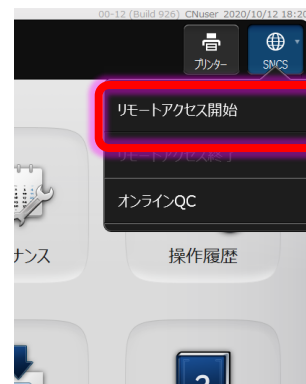 00-12 (Build 926) CNuser 2020/10/12 18:20
プリンター
SNCS
リモートアクセス開始
リモートアクセス終了
オンラインQC
ナンス
操作履歴
?